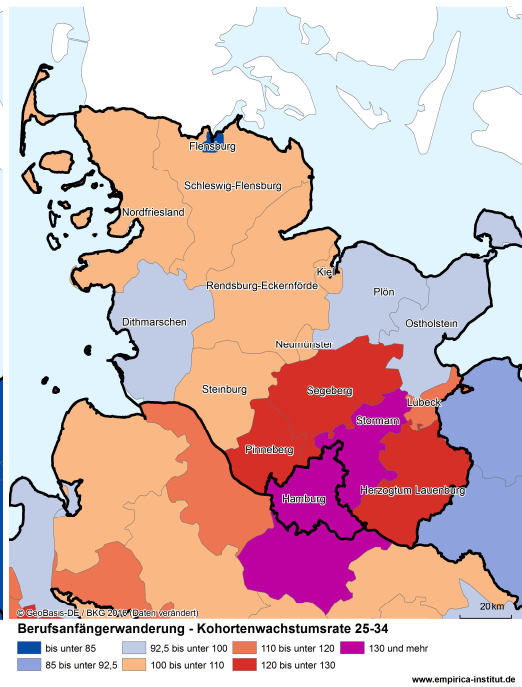 Flensburg
Schleswig-Flensburg
Nordfriesland
Kiel
Rendsburg-Eckernförde
Plön
Dithmarschen
Ostholstein
Neumünster
Steinburg
Segeberg
Lübeck
Stormarn
Pinneberg
Herzogtum Lauenburg
Hamburg
20 km
© GeoBasis-DE / BKG 2016 (Daten verändert)
Berufsanfängerwanderung - Kohortenwachstumsrate 25-34
bis unter 85
92,5 bis unter 100
110 bis unter 120
130 und mehr
85 bis unter 92,5
100 bis unter 110
120 bis unter 130
www.empirica-institut.de